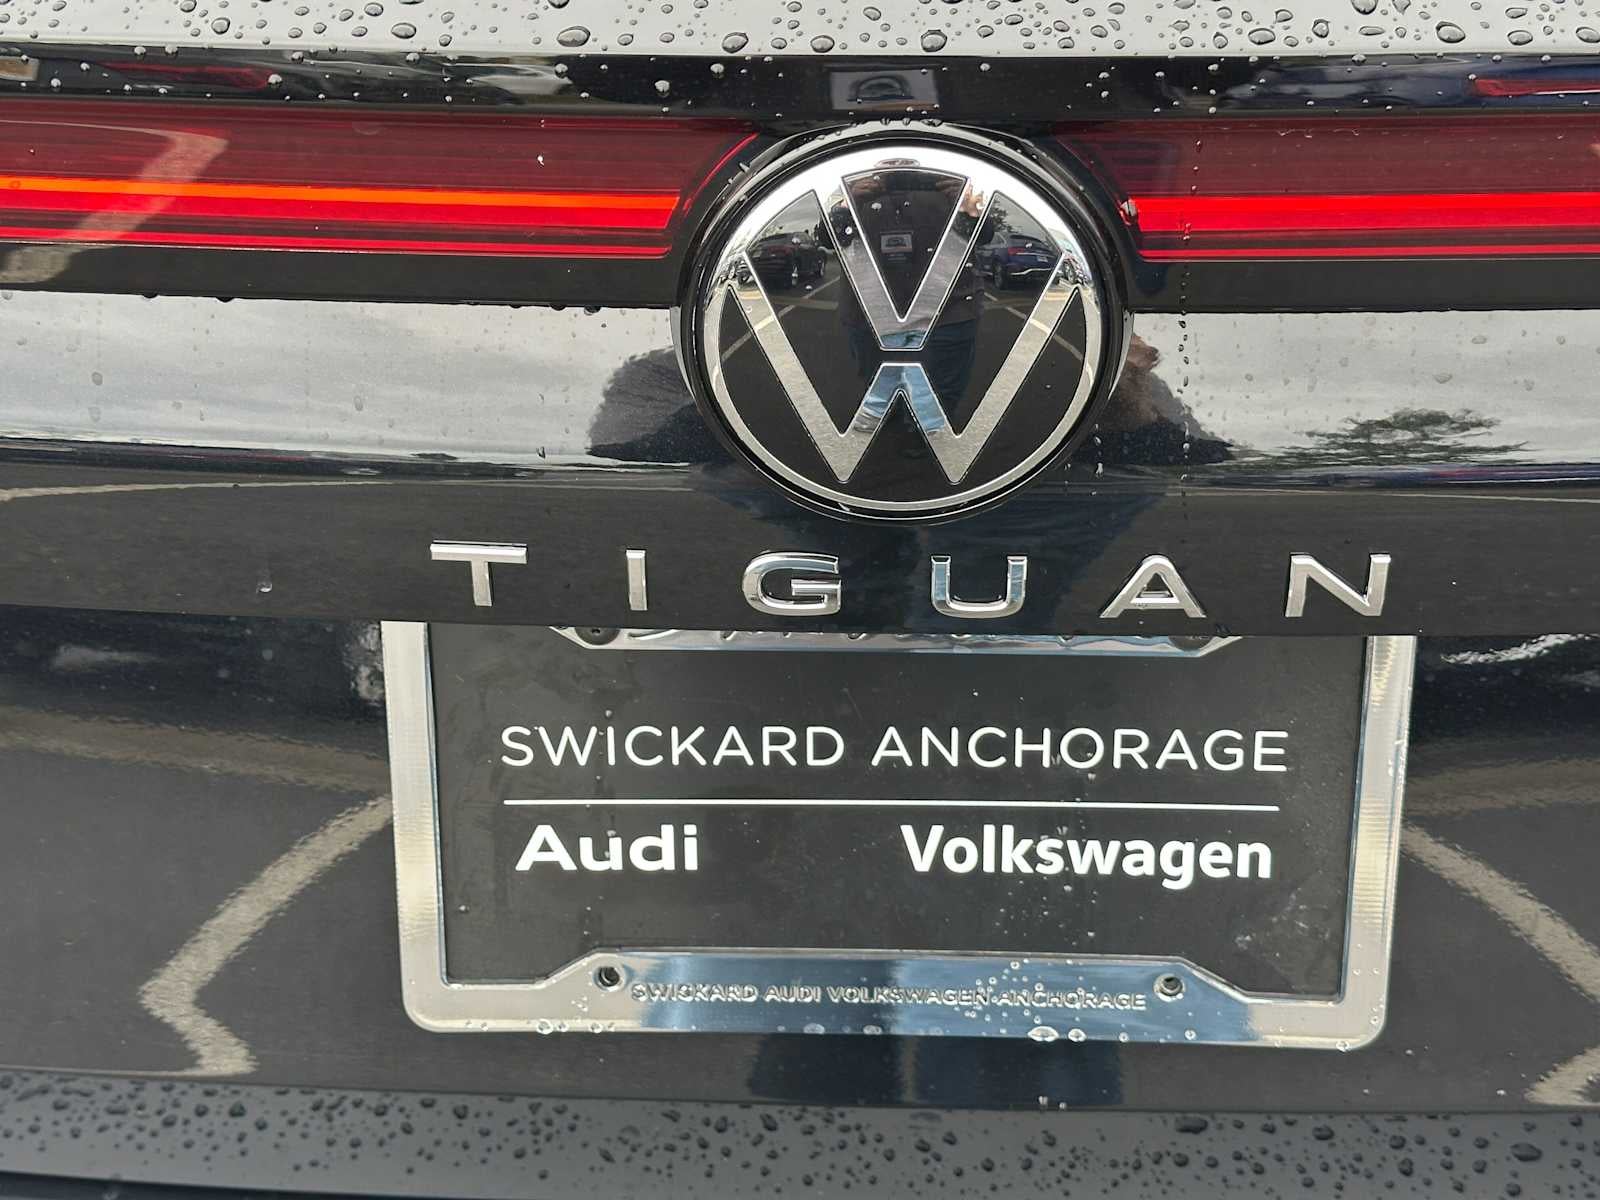 TIGUAN
SWICKARD ANCHORAGE
Audi Volkswagen
SWICKARD AUDI VOLKSWAGEN ANCHORAGE